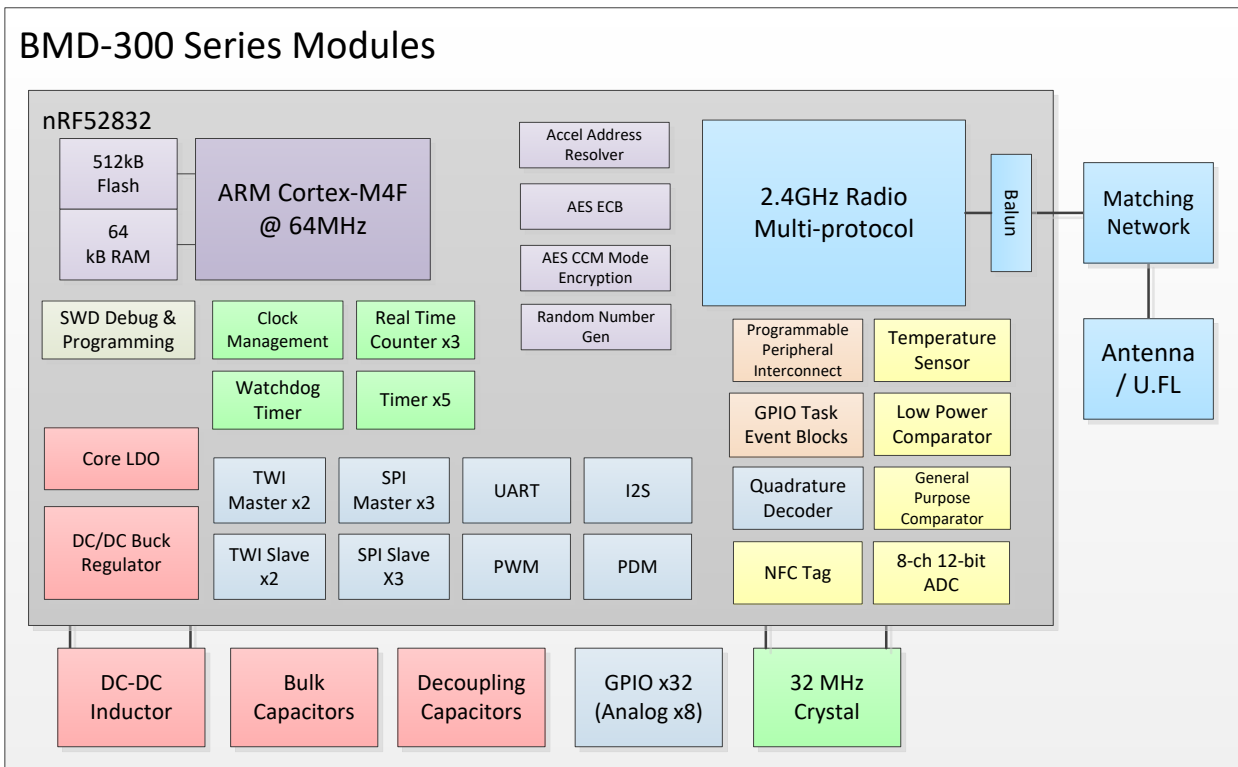 BMD-300 Series Modules
nRF52832
512kB
Flash
64
kB RAM
ARM Cortex-M4F
@ 64MHz
Accel Address
Resolver
AES ECB
AES CCM Mode
Encryption
Random Number
Gen
2.4GHz Radio
Multi-protocol
Balun
Matching
Network
Antenna
/ U.FL
SWD Debug &
Programming
Clock
Management
Real Time
Counter x3
Watchdog
Timer
Timer x5
Programmable
Peripheral
Interconnect
Temperature
Sensor
GPIO Task
Event Blocks
Low Power
Comparator
Core LDO
DC/DC Buck
Regulator
TWI
Master x2
SPI
Master x3
UART
I2S
TWI Slave
x2
SPI Slave
X3
PWM
PDM
Quadrature
Decoder
General
Purpose
Comparator
NFC Tag
8-ch 12-bit
ADC
DC-DC
Inductor
Bulk
Capacitors
Decoupling
Capacitors
GPIO x32
(Analog x8)
32 MHz
Crystal